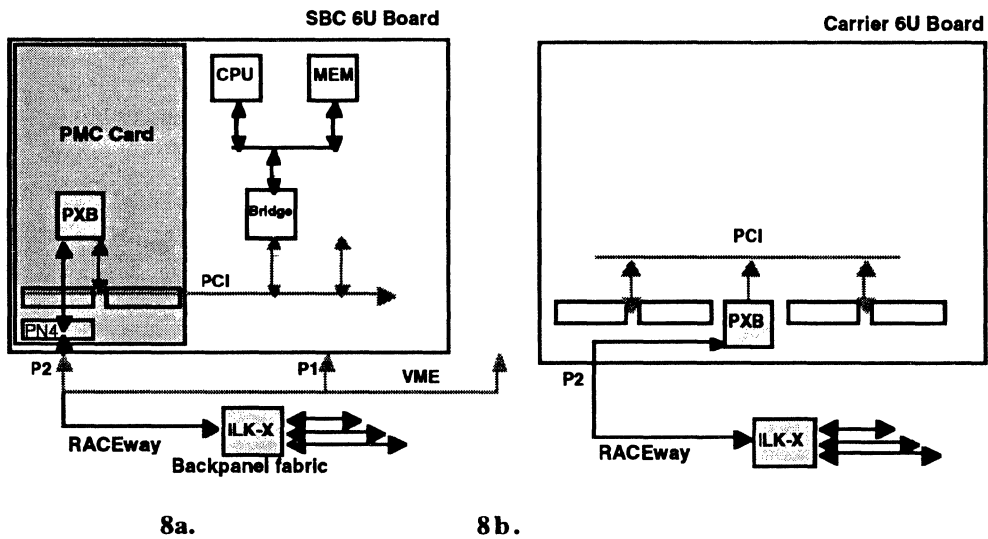 SBC 6U Board
Carrier 6U Board
CPU
MEM
PMC Card
PXB
Bridge
PCI
PN4
P2
P1
VME
RACEway
ILK-X
Backpanel fabric
PCI
PXB
P2
RACEway
ILK-X
8a.
8b.